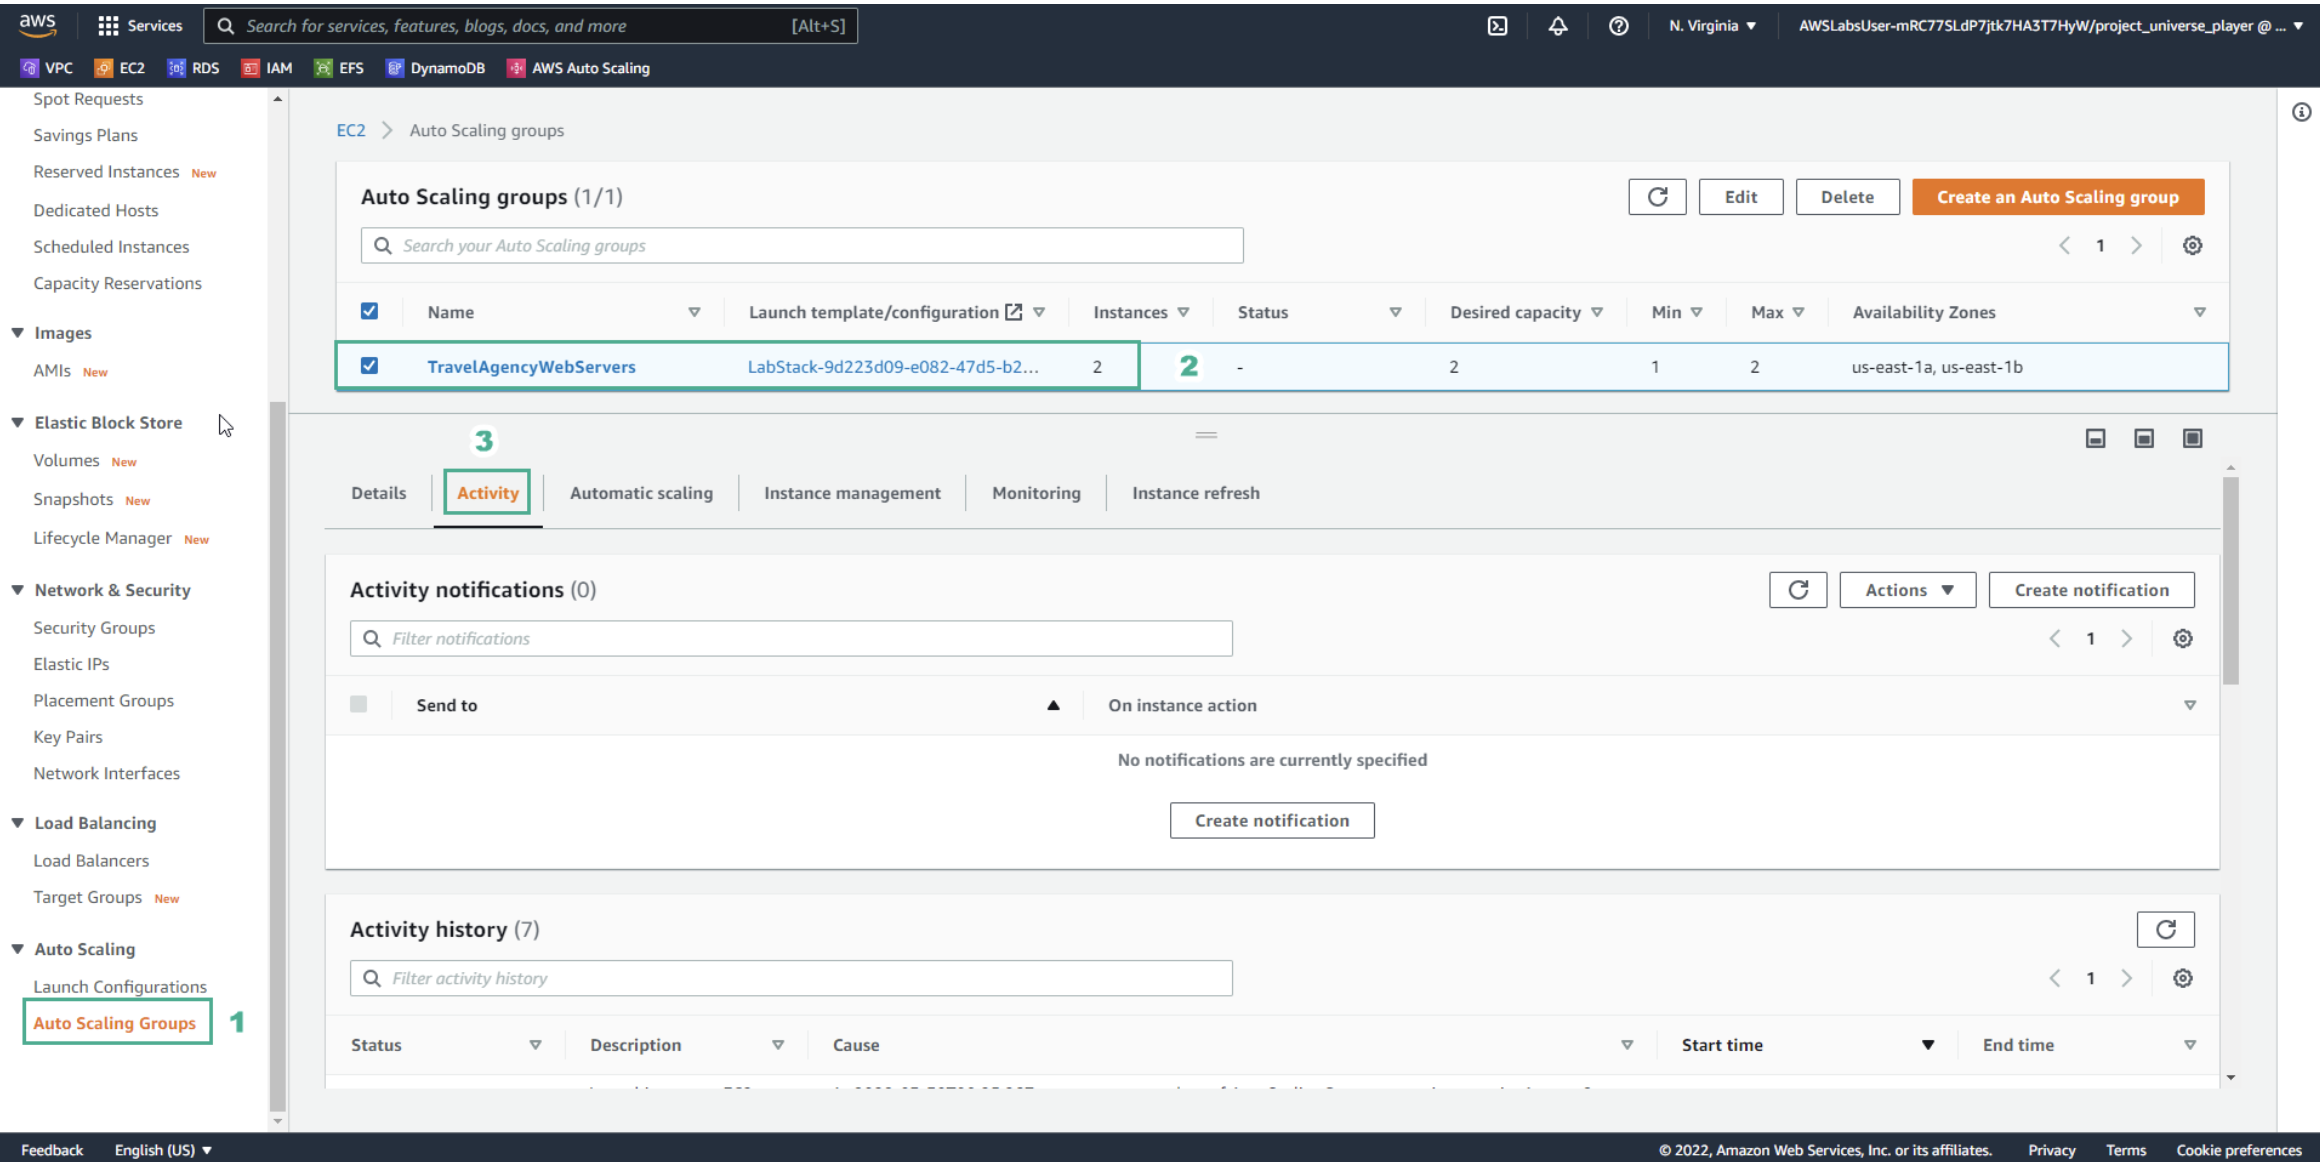 aws
Services
Search for services, features, blogs, docs, and more
[Alt+S]
N. Virginia ▼
AWSLabsUser-mRC77SLdP7jtk7HA3T7HyW/project_universe_player @ ... ▼
VPC
EC2
RDS
IAM
EFS
DynamoDB
AWS Auto Scaling
Spot Requests
Savings Plans
Reserved Instances New
Dedicated Hosts
Scheduled Instances
Capacity Reservations
Images
AMIs New
Elastic Block Store
Volumes New
Snapshots New
Lifecycle Manager New
Network & Security
Security Groups
Elastic IPs
Placement Groups
Key Pairs
Network Interfaces
Load Balancing
Load Balancers
Target Groups New
Auto Scaling
Launch Configurations
Auto Scaling Groups 1
EC2 > Auto Scaling groups
Auto Scaling groups (1/1)
Edit
Delete
Create an Auto Scaling group
Search your Auto Scaling groups
1
Name
Launch template/configuration
Instances
Status
Desired capacity
Min
Max
Availability Zones
TravelAgencyWebServers
LabStack-9d223d09-e082-47d5-b2...
2
2
-
2
1
2
us-east-1a, us-east-1b
3
Details
Activity
Automatic scaling
Instance management
Monitoring
Instance refresh
Activity notifications (0)
Actions ▼
Create notification
Filter notifications
1
Send to
On instance action
No notifications are currently specified
Create notification
Activity history (7)
Filter activity history
1
Status
Description
Cause
Start time
End time
Feedback
English (US) ▼
© 2022, Amazon Web Services, Inc. or its affiliates.
Privacy
Terms
Cookie preferences